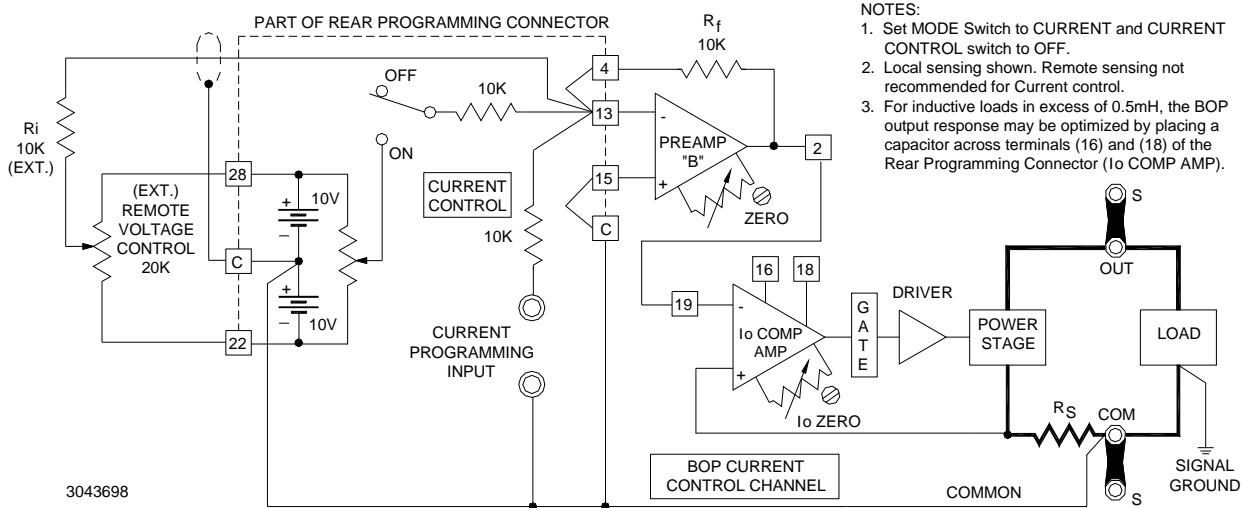 PART OF REAR PROGRAMMING CONNECTOR
Rf
10K
NOTES:
1. Set MODE Switch to CURRENT and CURRENT
CONTROL switch to OFF.
2. Local sensing shown. Remote sensing not
recommended for Current control.
3. For inductive loads in excess of 0.5mH, the BOP
output response may be optimized by placing a
capacitor across terminals (16) and (18) of the
Rear Programming Connector (Io COMP AMP).
Ri
10K
(EXT.)
OFF
ON
10K
4
13
15
C
-
+
PREAMP
"B"
ZERO
2
28
C
22
(EXT.)
REMOTE
VOLTAGE
CONTROL
20K
+
10V
–
+
10V
–
CURRENT
CONTROL
10K
CURRENT
PROGRAMMING
INPUT
19
16
18
-
+
Io COMP
AMP
Io ZERO
GATE
DRIVER
POWER
STAGE
S
OUT
LOAD
RS
COM
S
SIGNAL
GROUND
BOP CURRENT
CONTROL CHANNEL
COMMON
3043698